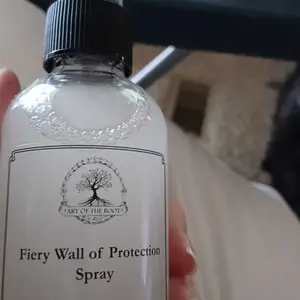 ART OF THE ROOT
Fiery Wall of Protection
Spray